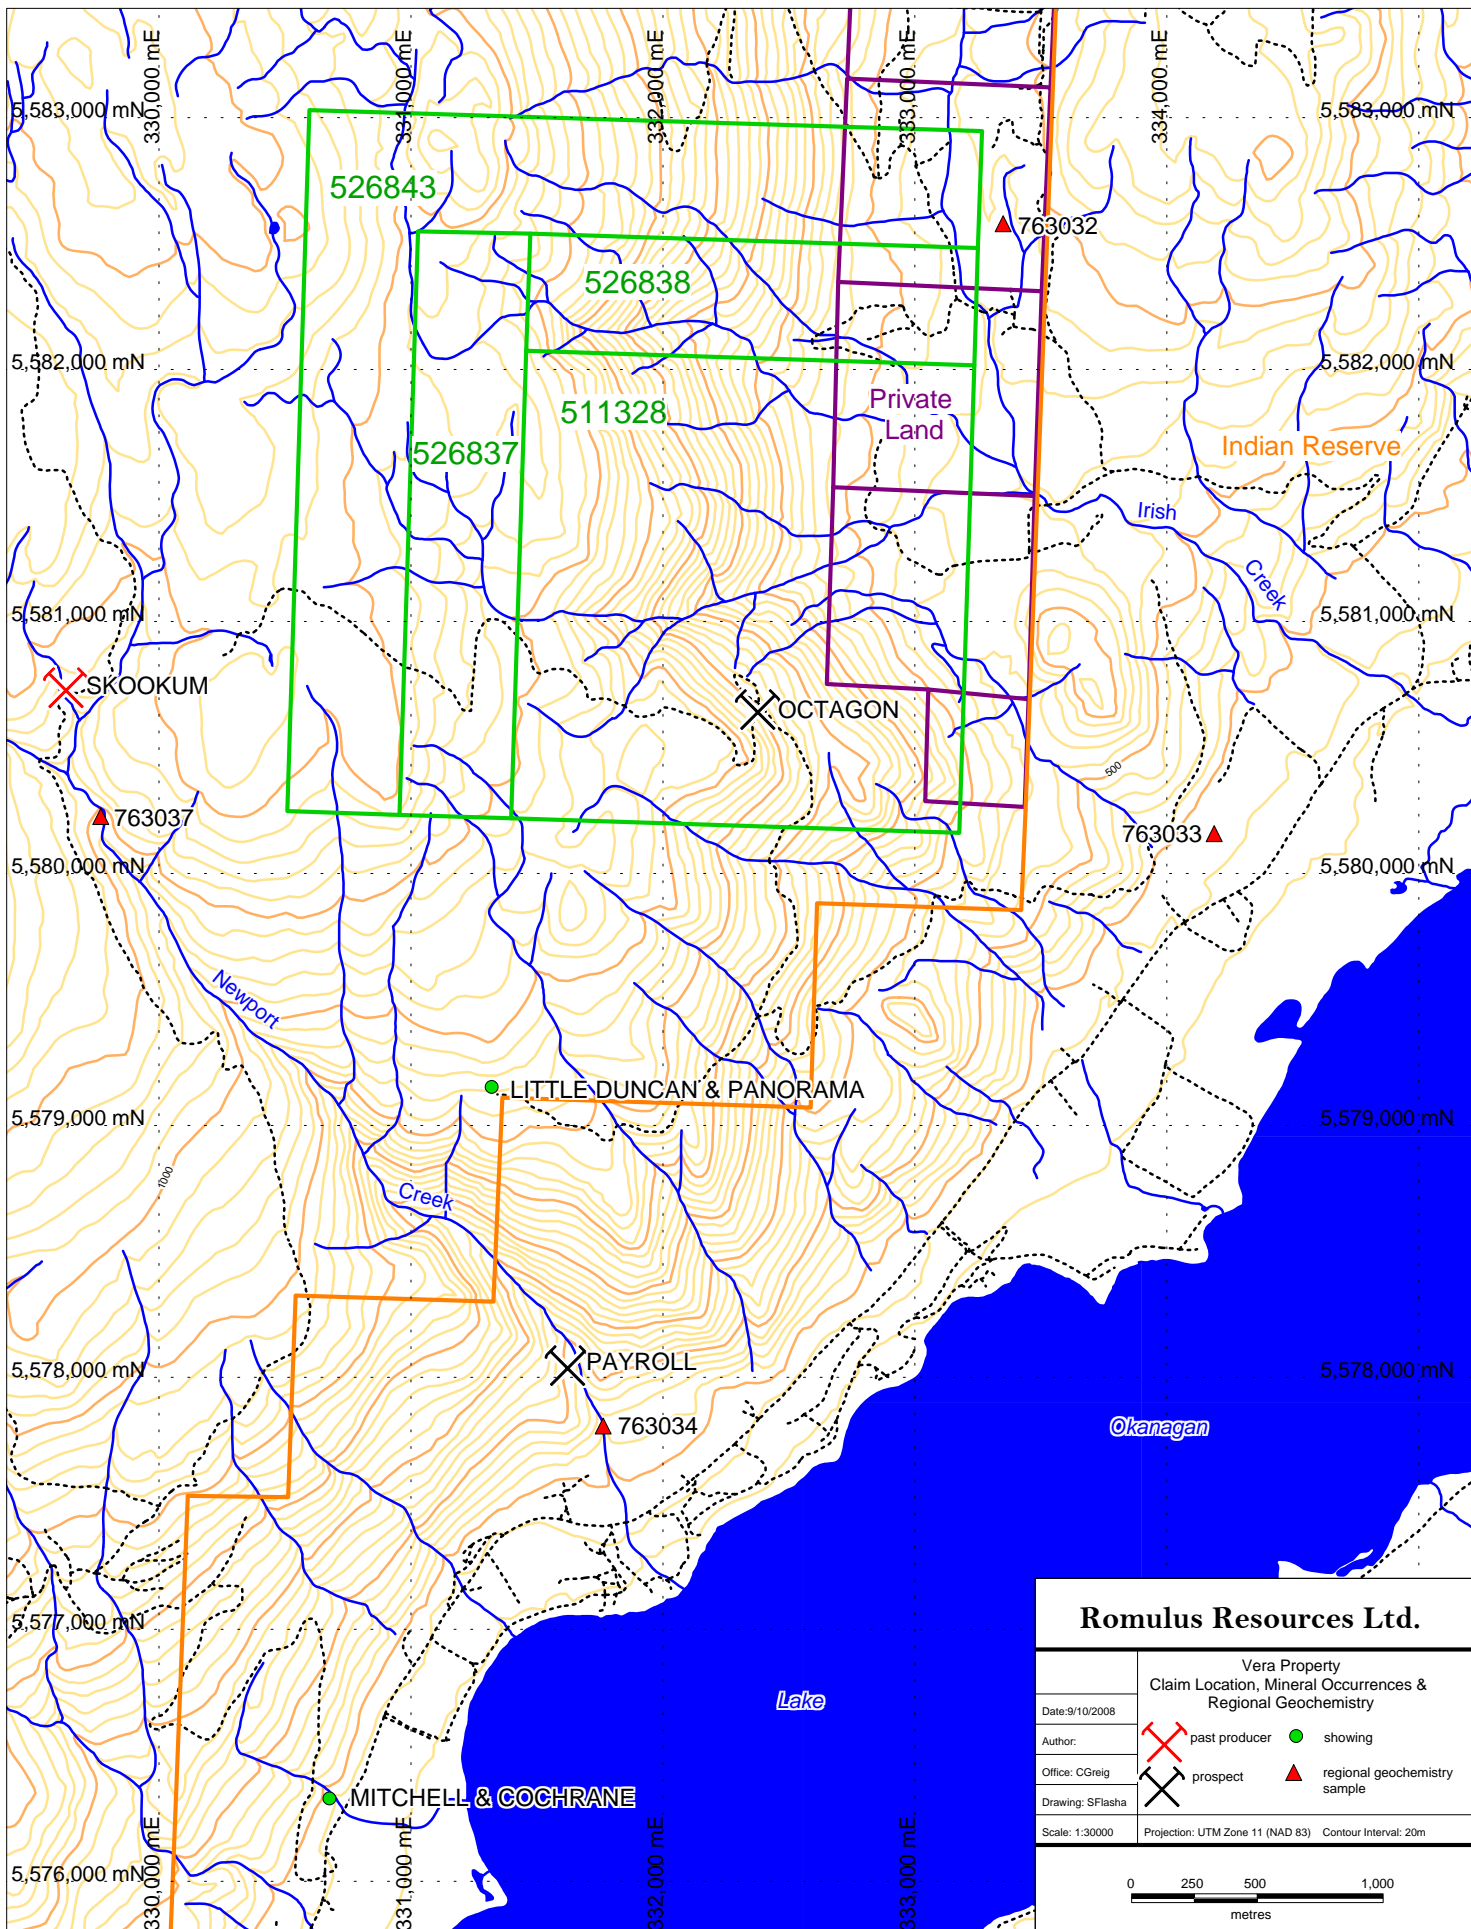 330,000 mE
331,000 mE
332,000 mE
333,000 mE
334,000 mE
5,583,000 mN
5,583,000 mN
526843
763032
526838
5,582,000 mN
5,582,000 mN
Private
Land
511328
526837
Indian Reserve
Irish
Creek
5,581,000 mN
5,581,000 mN
SKOOKUM
OCTAGON
500
763037
763033
5,580,000 mN
5,580,000 mN
Newport
LITTLE DUNCAN & PANORAMA
5,579,000 mN
5,579,000 mN
1000
Creek
PAYROLL
5,578,000 mN
5,578,000 mN
763034
Okanagan
5,577,000 mN
Lake
MITCHELL & COCHRANE
5,576,000 mN
330,000 mE
331,000 mE
332,000 mE
333,000 mE
Romulus Resources Ltd.
Vera Property
Claim Location, Mineral Occurrences &
Regional Geochemistry
Date:9/10/2008
Author:
Office: CGreig
Drawing: SFlasha
Scale: 1:30000
past producer
showing
prospect
regional geochemistry
sample
Projection: UTM Zone 11 (NAD 83) Contour Interval: 20m
0 250 500 1,000
metres